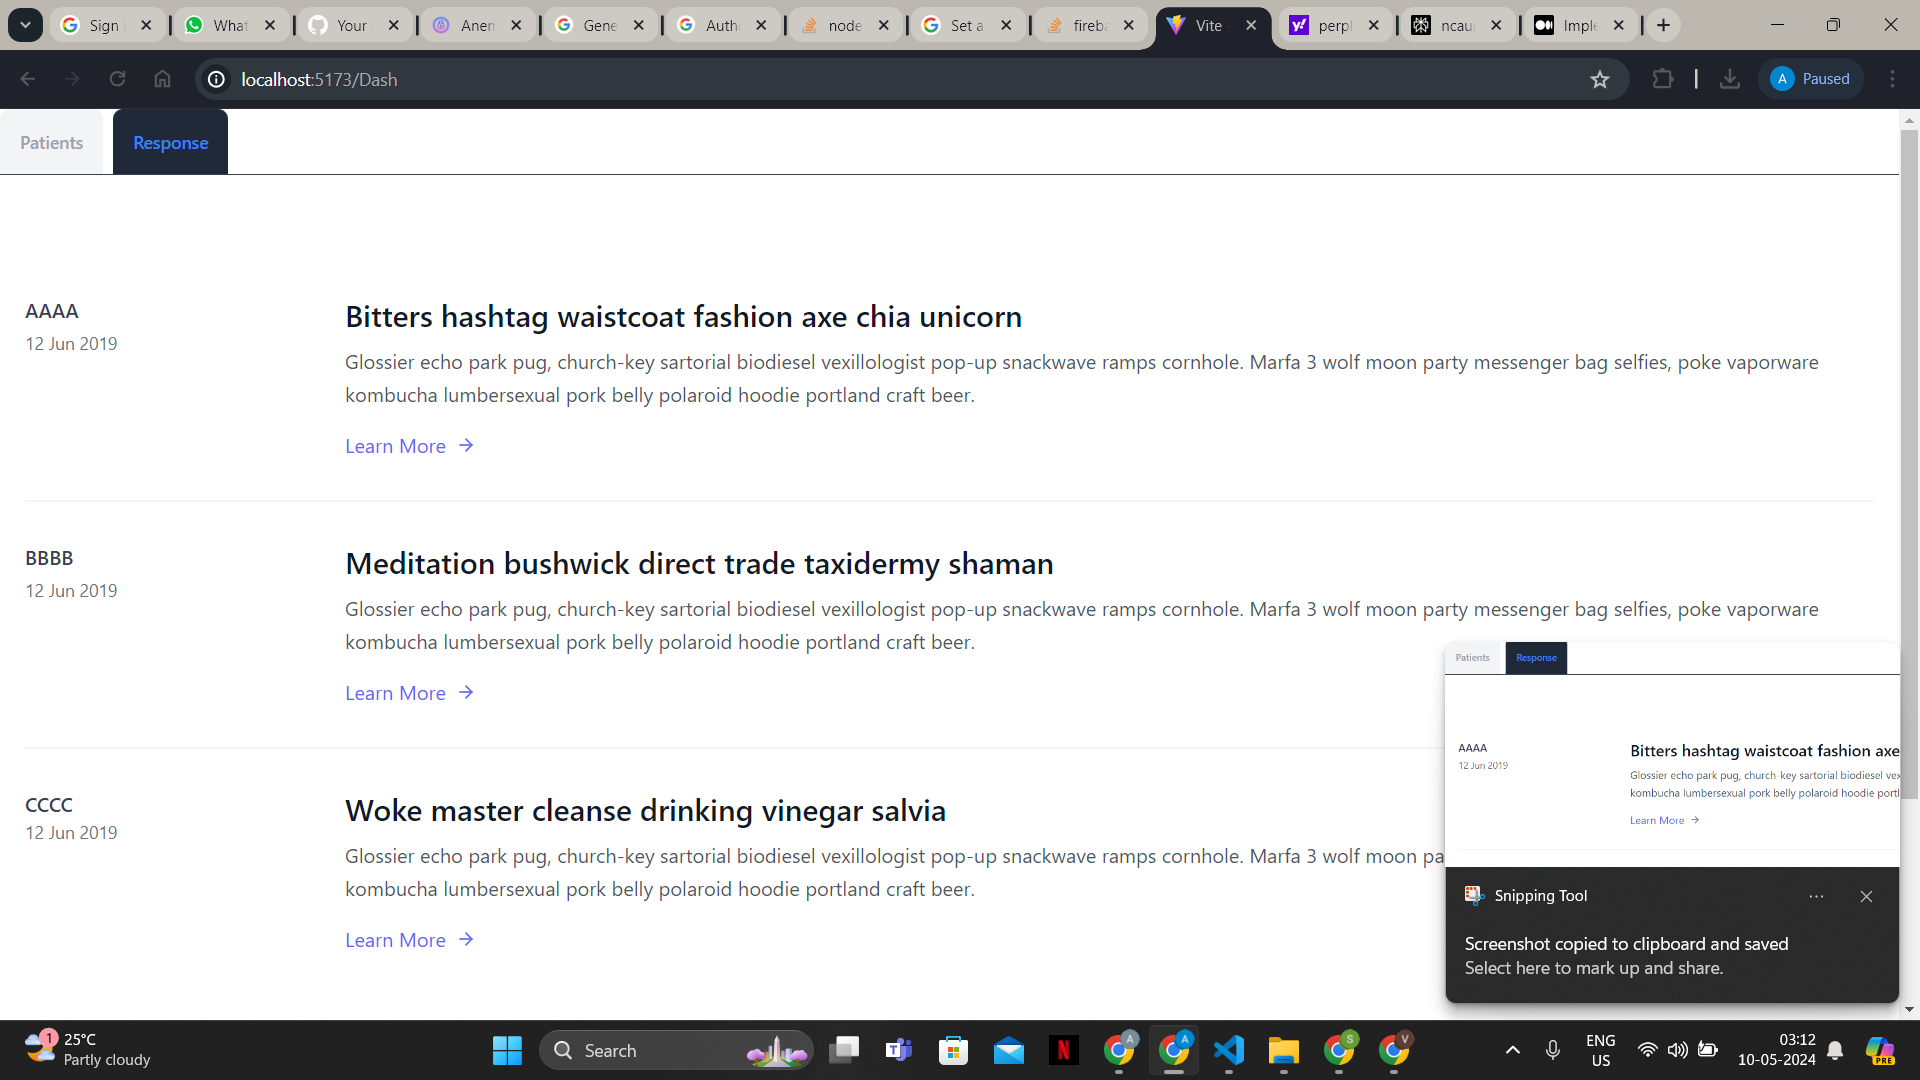 Sign
What
Your
Anen
Gene
Auth
node
Set a
fireba
Vite
perpl
ncau
Imple
localhost:5173/Dash
A Paused
Patients
Response
AAAA
12 Jun 2019
Bitters hashtag waistcoat fashion axe chia unicorn
Glossier echo park pug, church-key sartorial biodiesel vexillologist pop-up snackwave ramps cornhole. Marfa 3 wolf moon party messenger bag selfies, poke vaporware
kombucha lumbersexual pork belly polaroid hoodie portland craft beer.
Learn More
BBBB
12 Jun 2019
Meditation bushwick direct trade taxidermy shaman
Glossier echo park pug, church-key sartorial biodiesel vexillologist pop-up snackwave ramps cornhole. Marfa 3 wolf moon party messenger bag selfies, poke vaporware
kombucha lumbersexual pork belly polaroid hoodie portland craft beer.
Learn More
CCCC
12 Jun 2019
Woke master cleanse drinking vinegar salvia
Glossier echo park pug, church-key sartorial biodiesel vexillologist pop-up snackwave ramps cornhole. Marfa 3 wolf moon pa
kombucha lumbersexual pork belly polaroid hoodie portland craft beer.
Learn More
Patients
Response
AAAA
12 Jun 2019
Bitters hashtag waistcoat fashion axe
Glossier echo park pug, church-key sartorial biodiesel vex
kombucha lumbersexual pork belly polaroid hoodie portl
Learn More
Snipping Tool
Screenshot copied to clipboard and saved
Select here to mark up and share.
1
25°C
Partly cloudy
Search
A
A
S
V
ENG
US
03:12
10-05-2024
PRE